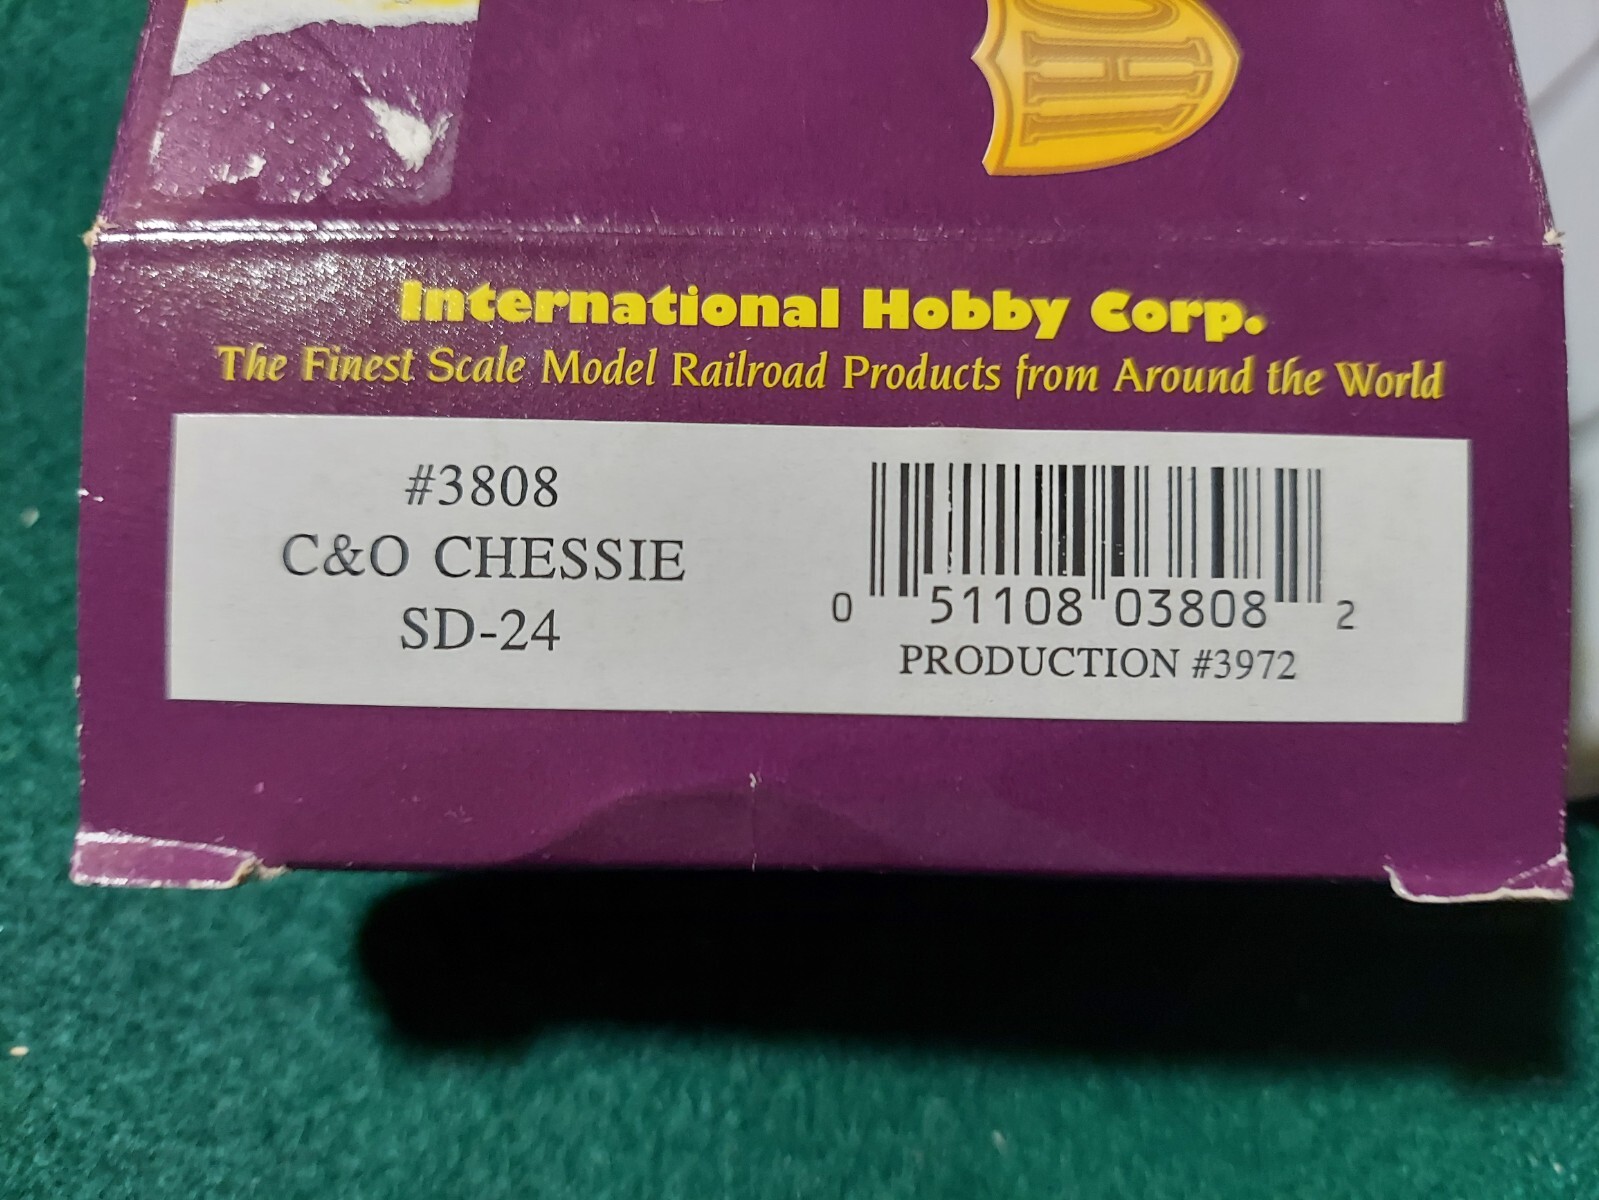 IHC
International Hobby Corp.
The Finest Scale Model Railroad Products from Around the World
#3808
C&O CHESSIE
SD-24
0 51108 03808 2
PRODUCTION #3972